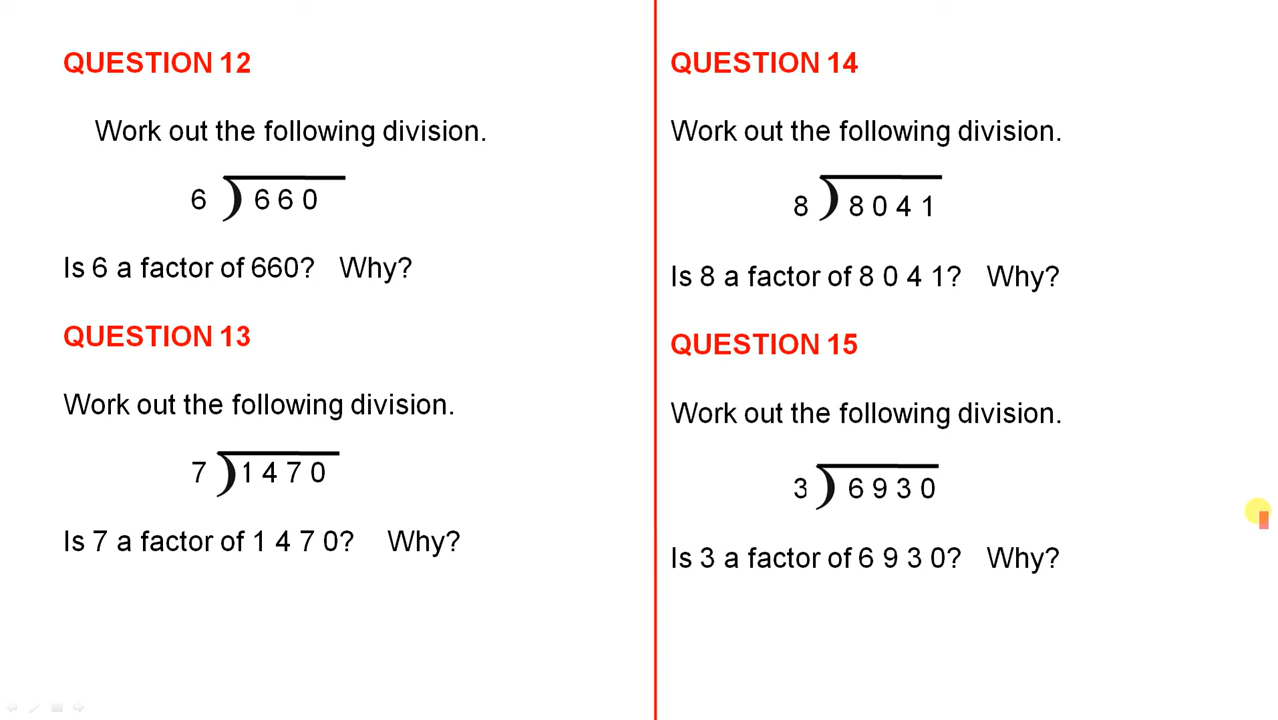 QUESTION 12
Work out the following division.
6 ) 6 6 0
Is 6 a factor of 660? Why?
QUESTION 13
Work out the following division.
7 ) 1 4 7 0
Is 7 a factor of 1 4 7 0? Why?
QUESTION 14
Work out the following division.
8 ) 8 0 4 1
Is 8 a factor of 8 0 4 1? Why?
QUESTION 15
Work out the following division.
3 ) 6 9 3 0
Is 3 a factor of 6 9 3 0? Why?